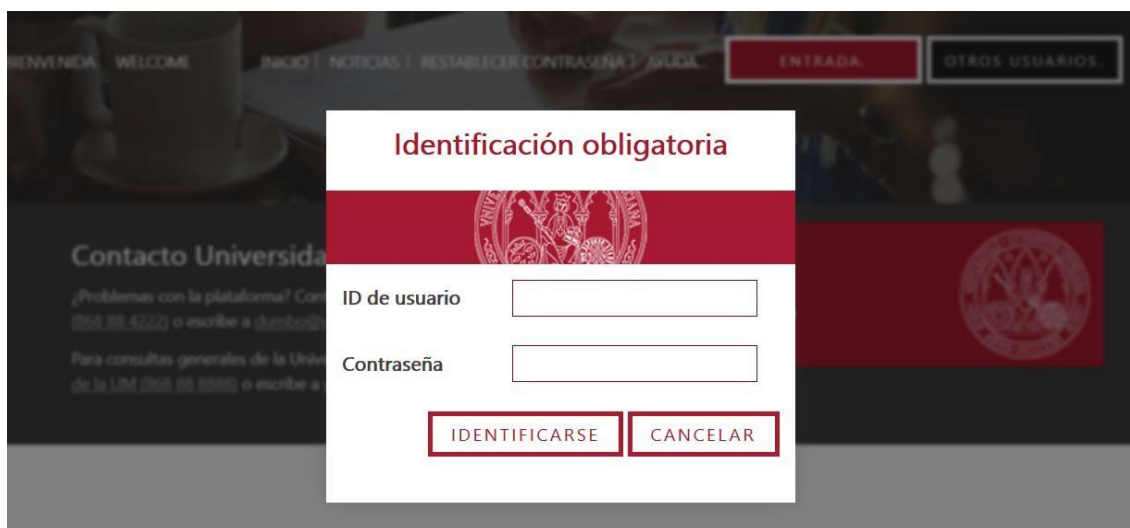 BIENVENIDA WELCOME INICIO | NOTICIAS | RESTABLECER CONTRASEÑA | AYUDA. ENTRADA. OTROS USUARIOS.
Identificación obligatoria
Contacto Universida
¿Problemas con la plataforma? Con
(868 88 4222) o escribe a dumbo@
Para consultas generales de la Unive
de la UM (868 88 8888) o escribe a
ID de usuario
Contraseña
IDENTIFICARSE CANCELAR